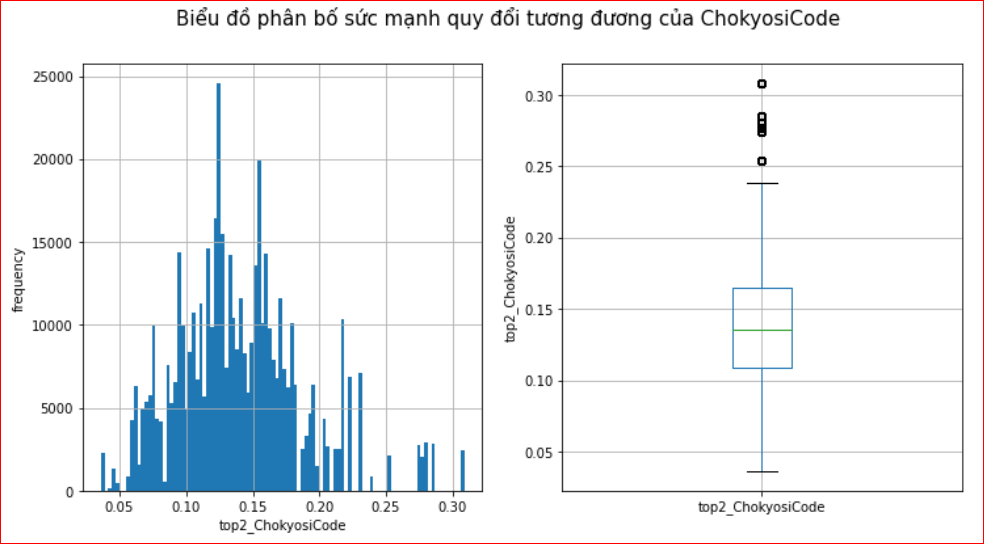 Biểu đồ phân bố sức mạnh quy đổi tương đương của ChokyosiCode
25000
20000
15000
10000
5000
0
frequency
0.05 0.10 0.15 0.20 0.25 0.30
top2_ChokyosiCode
0.30
0.25
0.20
0.15
0.10
0.05
top2_ChokyosiCode
top2_ChokyosiCode